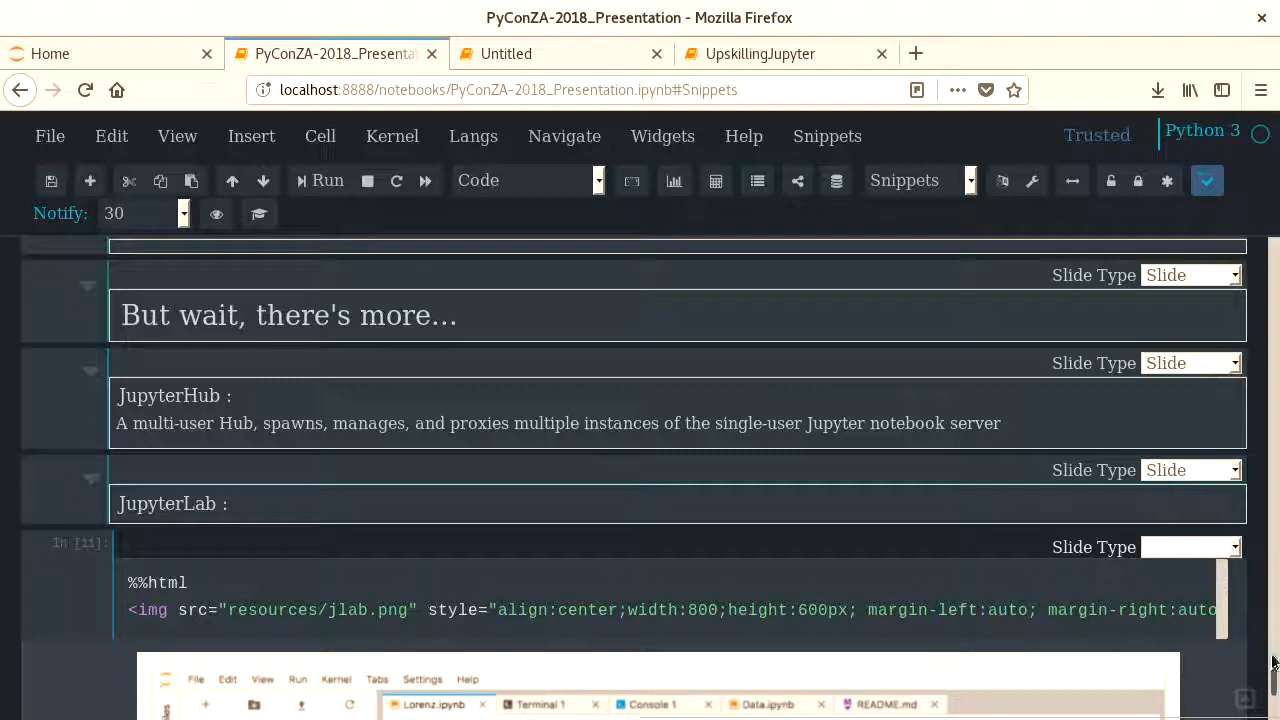 PyConZA-2018_Presentation - Mozilla Firefox
Home
PyConZA-2018_Presentat
Untitled
UpskillingJupyter
localhost:8888/notebooks/PyConZA-2018_Presentation.ipynb#Snippets
File Edit View Insert Cell Kernel Langs Navigate Widgets Help Snippets
Trusted
Python 3
Run
Code
Snippets
Notify: 30
Slide Type Slide
But wait, there's more...
Slide Type Slide
JupyterHub :
A multi-user Hub, spawns, manages, and proxies multiple instances of the single-user Jupyter notebook server
Slide Type Slide
JupyterLab :
In [11]:
Slide Type
%%html
<img src="resources/jlab.png" style="align:center;width:800;height:600px; margin-left:auto; margin-right:auto
File Edit View Run Kernel Tabs Settings Help
Lorenz.ipynb
Terminal 1
Console 1
Data.ipynb
README.md
Files